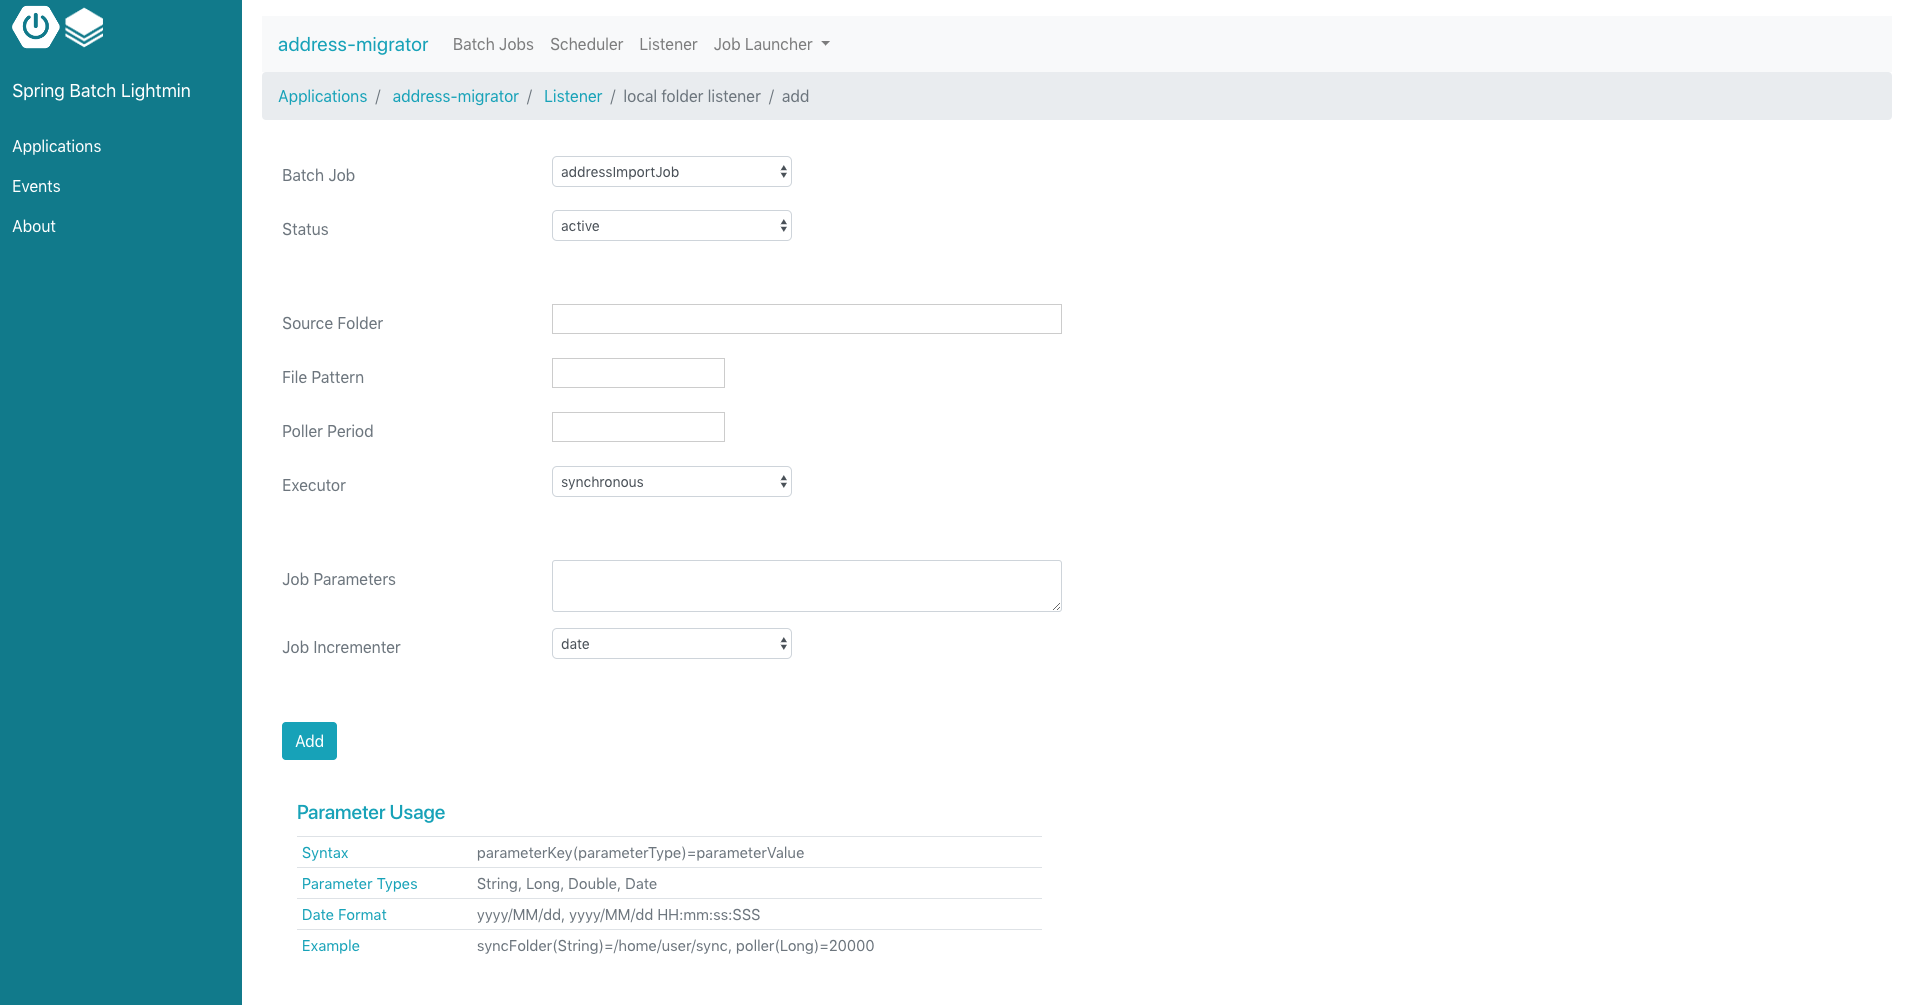 Spring Batch Lightmin
Applications
Events
About
address-migrator Batch Jobs Scheduler Listener Job Launcher
Applications / address-migrator / Listener / local folder listener / add
Batch Job addressImportJob
Status active
Source Folder
File Pattern
Poller Period
Executor synchronous
Job Parameters
Job Incrementer date
Add
Parameter Usage
Syntax parameterKey(parameterType)=parameterValue
Parameter Types String, Long, Double, Date
Date Format yyyy/MM/dd, yyyy/MM/dd HH:mm:ss:SSS
Example syncFolder(String)=/home/user/sync, poller(Long)=20000